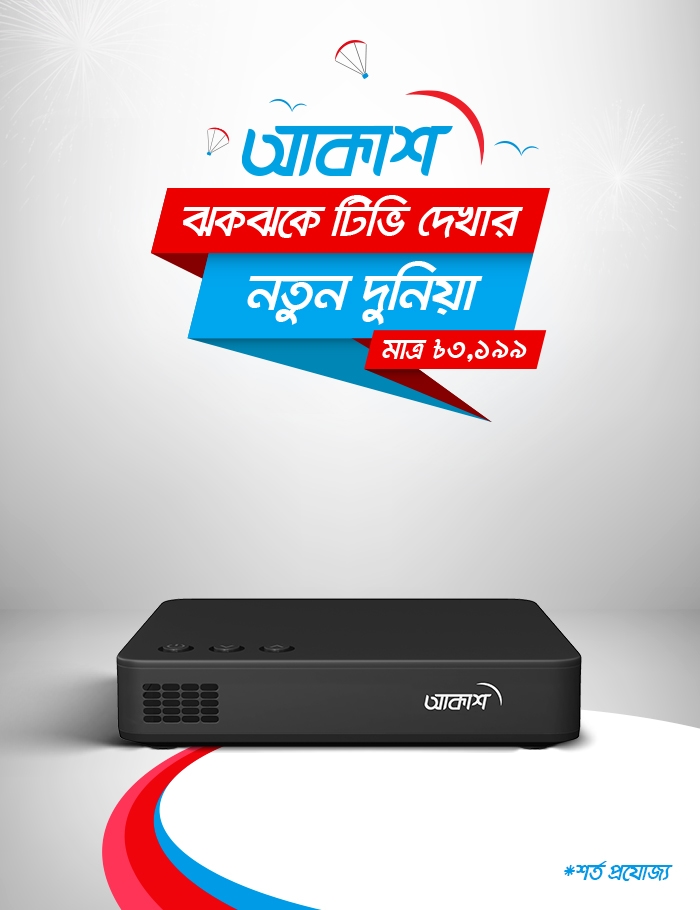 আকাশ
ঝকঝকে টিভি দেখার
নতুন দুনিয়া
মাত্র ৳৩,১৯৯
আকাশ
*শর্ত প্রযোজ্য